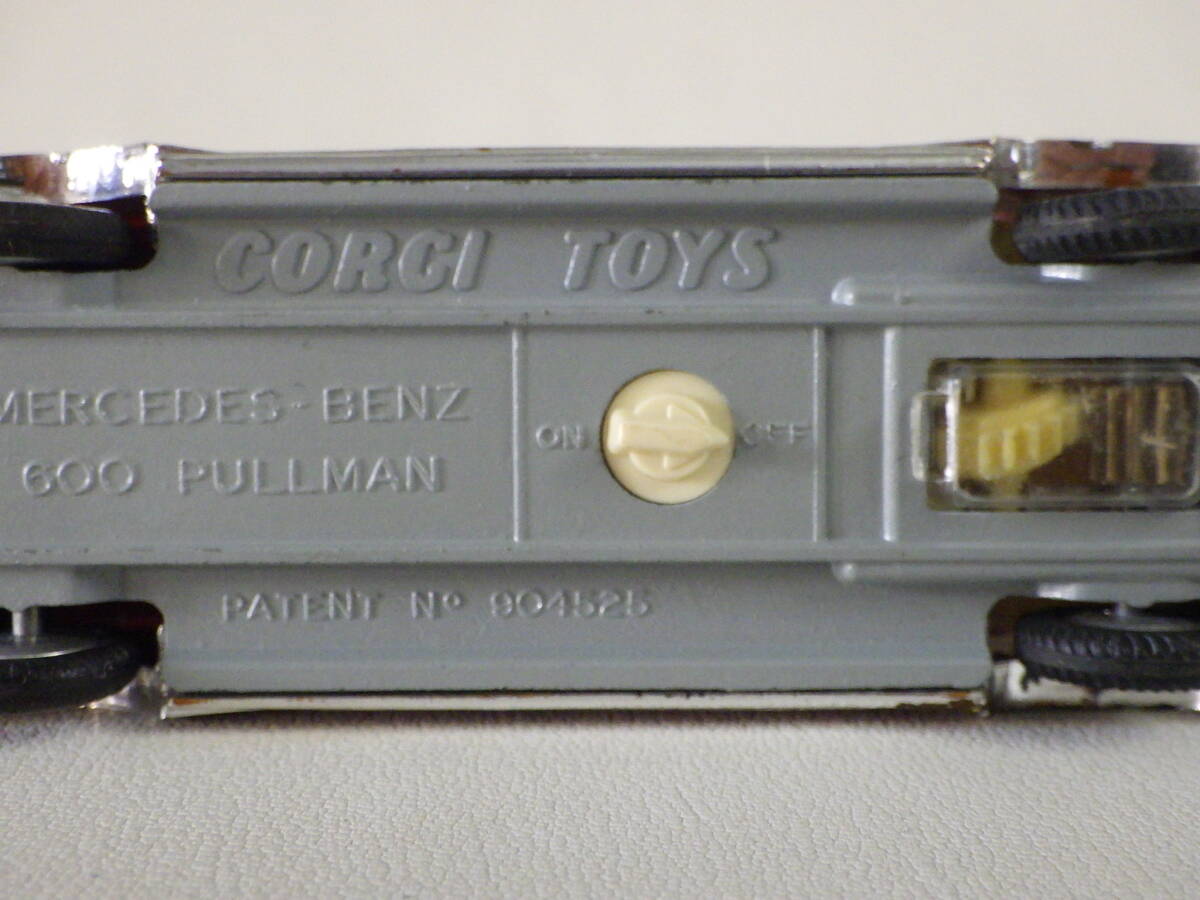 CORGI TOYS
MERCEDES-BENZ
600 PULLMAN
ON OFF
PATENT Nº 904525